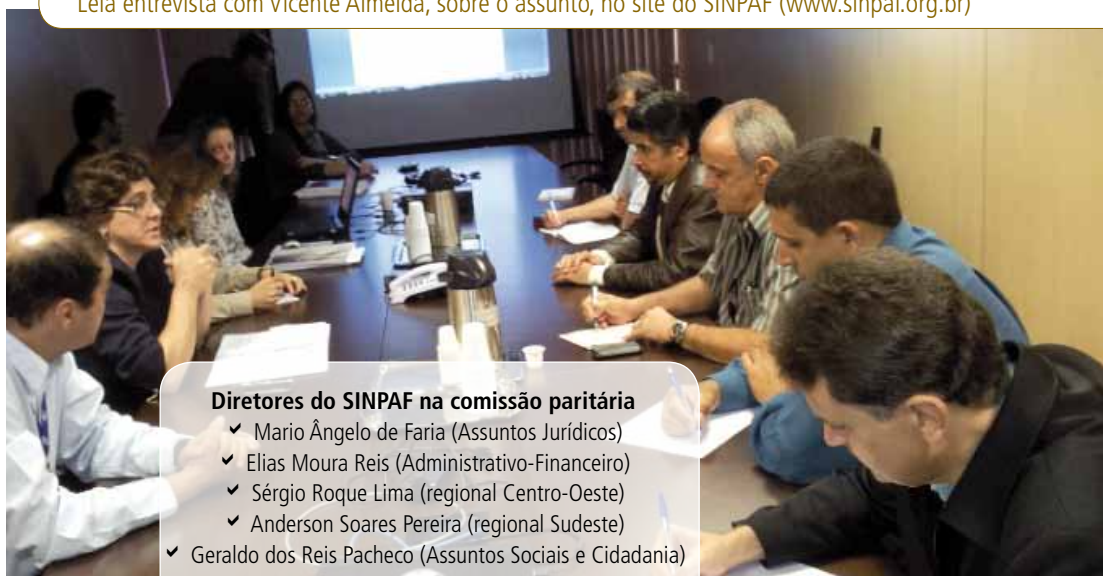 Leia entrevista com Vicente Almeida, sobre o assunto, no site do SINPAF (www.sinpaf.org.br)
Diretores do SINPAF na comissão paritária
Mario Ângelo de Faria (Assuntos Jurídicos)
Elias Moura Reis (Administrativo-Financeiro)
Sérgio Roque Lima (regional Centro-Oeste)
Anderson Soares Pereira (regional Sudeste)
Geraldo dos Reis Pacheco (Assuntos Sociais e Cidadania)